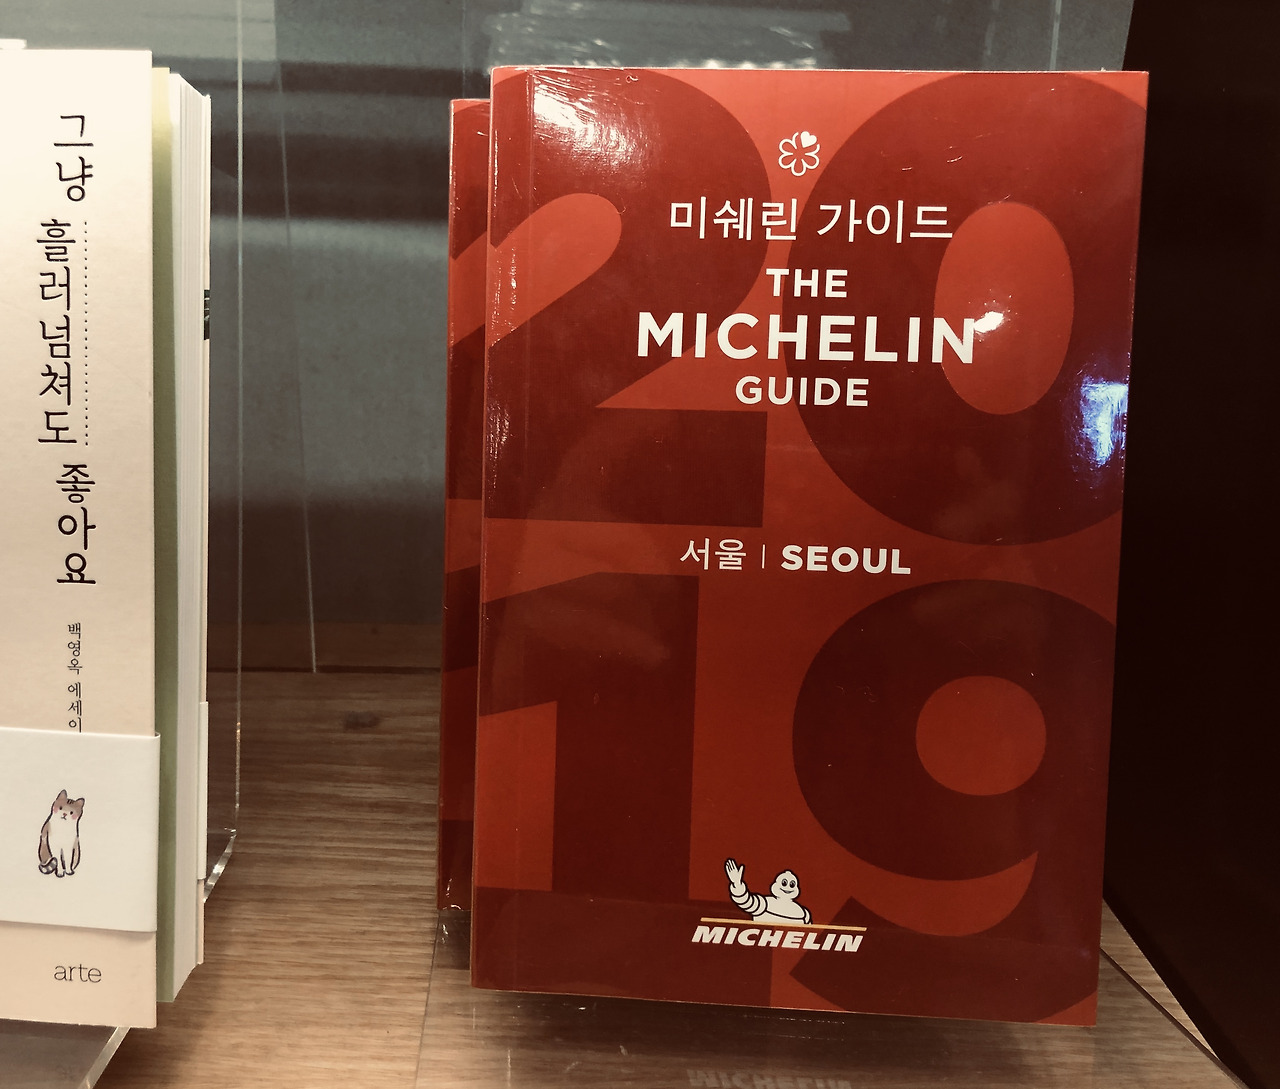 그냥
흘러넘쳐도
좋아요
백영옥 에세이
arte
미쉐린 가이드
THE
MICHELIN
GUIDE
2019
서울 | SEOUL
MICHELIN